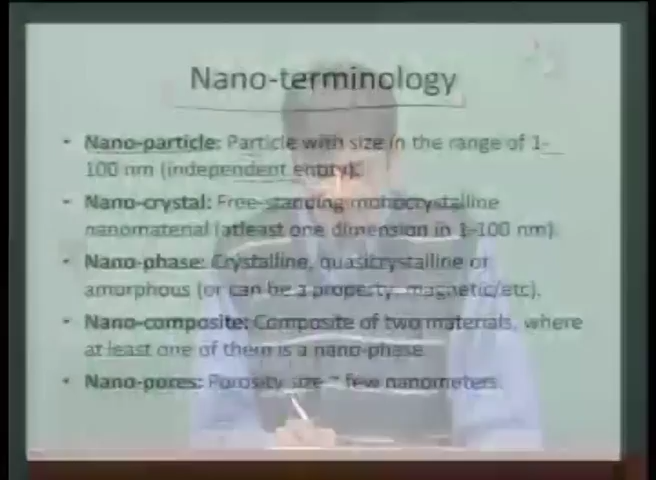 Nano-terminology
• Nano-particle: Particle with size in the range of 1-
100 nm (independent entity).
• Nano-crystal: Free-standing monocrystalline
nanomaterial (atleast one dimension in 1-100 nm).
• Nano-phase: Crystalline, quasicrystalline or
amorphous (or can be a property, magnetic/etc).
• Nano-composite: Composite of two materials, where
at least one of them is a nano-phase.
• Nano-pores: Porosity size ~ few nanometers.